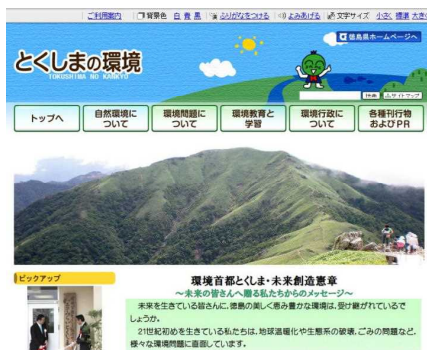 ご利用案内 背景色 白 青 黒 ふりがなをつける よみあげる 文字サイズ 小さく 標準 大きく
徳島県ホームページへ
とくしまの環境
TOKUSHIMA NO KANKYO
検索 サイトマップ
トップへ
自然環境に
ついて
環境問題に
ついて
環境教育と
学習
環境行政に
ついて
各種刊行物
およびPR
ピックアップ
環境首都とくしま・未来創造憲章
～未来の皆さんへ贈る私たちからのメッセージ～
未来を生きている皆さんに、徳島の美しく恵み豊かな環境は、受け継がれているで
しょうか。
21世紀初めを生きている私たちは、地球温暖化や生態系の破壊、ごみの問題など、
様々な環境問題に直面しています。